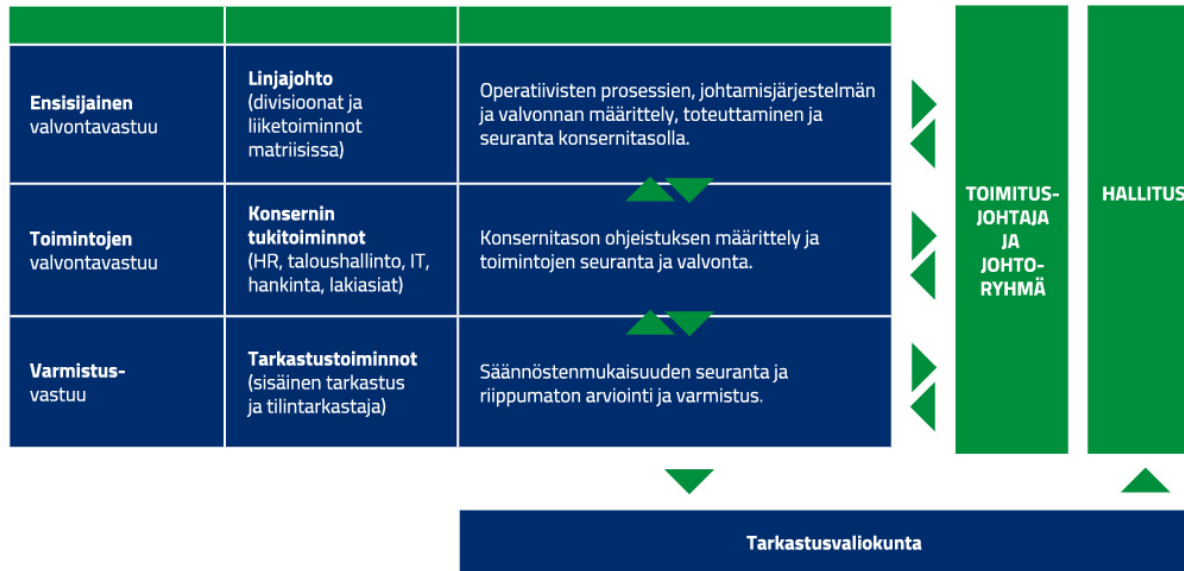 Ensisijainen
valvontavastuu
Linjajohto
(divisioonat ja
liiketoiminnot
matriisissa)
Operatiivisten prosessien, johtamisjärjestelmän
ja valvonnan määrittely, toteuttaminen ja
seuranta konsernitasolla.
Toimintojen
valvontavastuu
Konsernin
tukitoiminnot
(HR, taloushallinto, IT,
hankinta, lakiasiat)
Konsernitason ohjeistuksen määrittely ja
toimintojen seuranta ja valvonta.
Varmistus-
vastuu
Tarkastustoiminnot
(sisäinen tarkastus
ja tilintarkastaja)
Säännöstenmukaisuuden seuranta ja
riippumaton arviointi ja varmistus.
TOIMITUS-
JOHTAJA
JA
JOHTO-
RYHMÄ
HALLITUS
Tarkastusvaliokunta